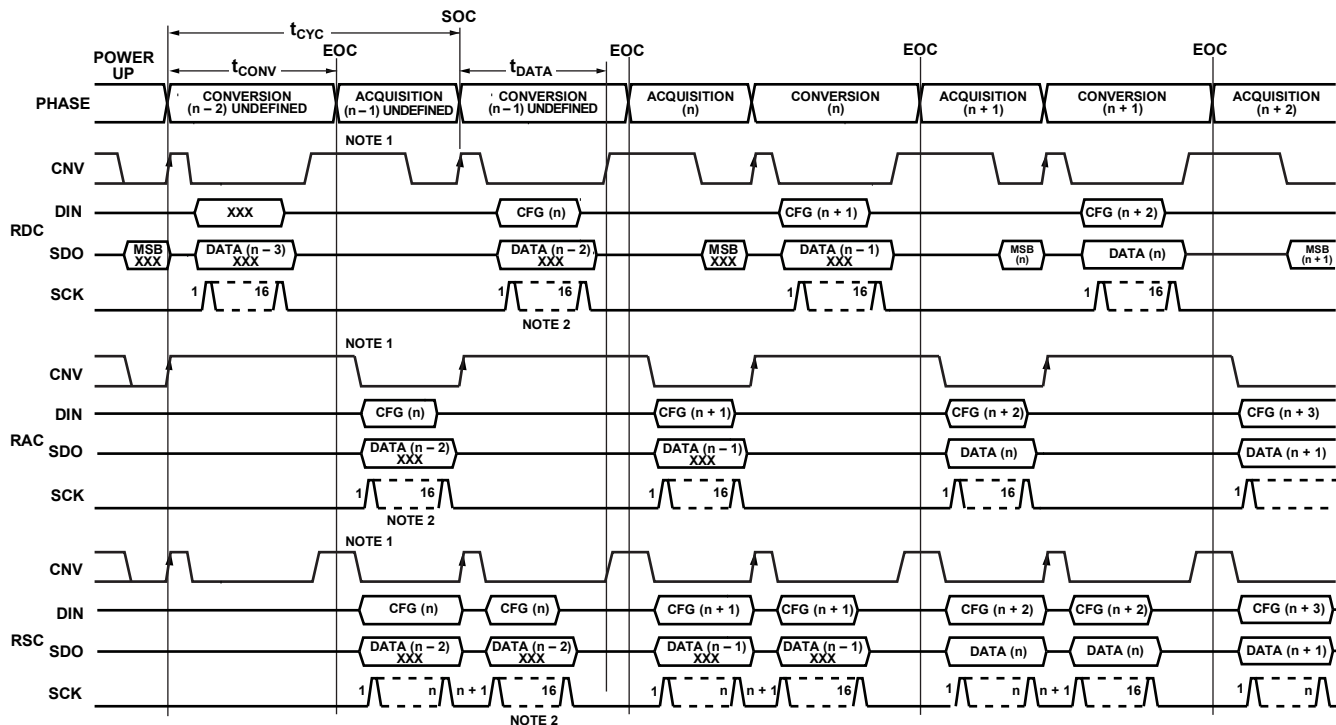 SOC
tCYC
POWER
UP
EOC
EOC
EOC
EOC
tCONV
tDATA
PHASE
CONVERSION
(n – 2) UNDEFINED
ACQUISITION
(n – 1) UNDEFINED
CONVERSION
(n – 1) UNDEFINED
ACQUISITION
(n)
CONVERSION
(n)
ACQUISITION
(n + 1)
CONVERSION
(n + 1)
ACQUISITION
(n + 2)
NOTE 1
CNV
RDC
DIN
XXX
CFG (n)
CFG (n + 1)
CFG (n + 2)
SDO
MSB
XXX
DATA (n – 3)
XXX
DATA (n – 2)
XXX
MSB
XXX
DATA (n – 1)
XXX
MSB
(n)
DATA (n)
MSB
(n + 1)
SCK
1 16
1 16
1 16
1 16
NOTE 2
NOTE 1
CNV
RAC
DIN
CFG (n)
CFG (n + 1)
CFG (n + 2)
CFG (n + 3)
SDO
DATA (n – 2)
XXX
DATA (n – 1)
XXX
DATA (n)
DATA (n + 1)
SCK
1 16
1 16
1 16
1
NOTE 2
NOTE 1
CNV
RSC
DIN
CFG (n)
CFG (n)
CFG (n + 1)
CFG (n + 1)
CFG (n + 2)
CFG (n + 2)
CFG (n + 3)
SDO
DATA (n – 2)
XXX
DATA (n – 2)
XXX
DATA (n – 1)
XXX
DATA (n – 1)
XXX
DATA (n)
DATA (n)
DATA (n + 1)
SCK
1 n n + 1 16
1 n n + 1 16
1 n n + 1 16
1 n
NOTE 2